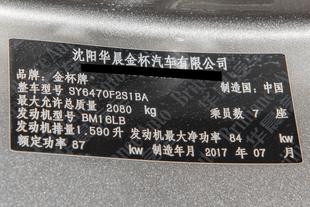 沈阳华晨金杯汽车有限公司
品牌：金杯牌
整车型号 SY6470F2S1BA 制造国：中国
最大允许总质量 2080 kg 乘员数 7 座
发动机型号 BM16LB
发动机排量 1.590升 发动机最大净功率 84 kw
额定功率 87 kw 制造年月 2017 年 07 月